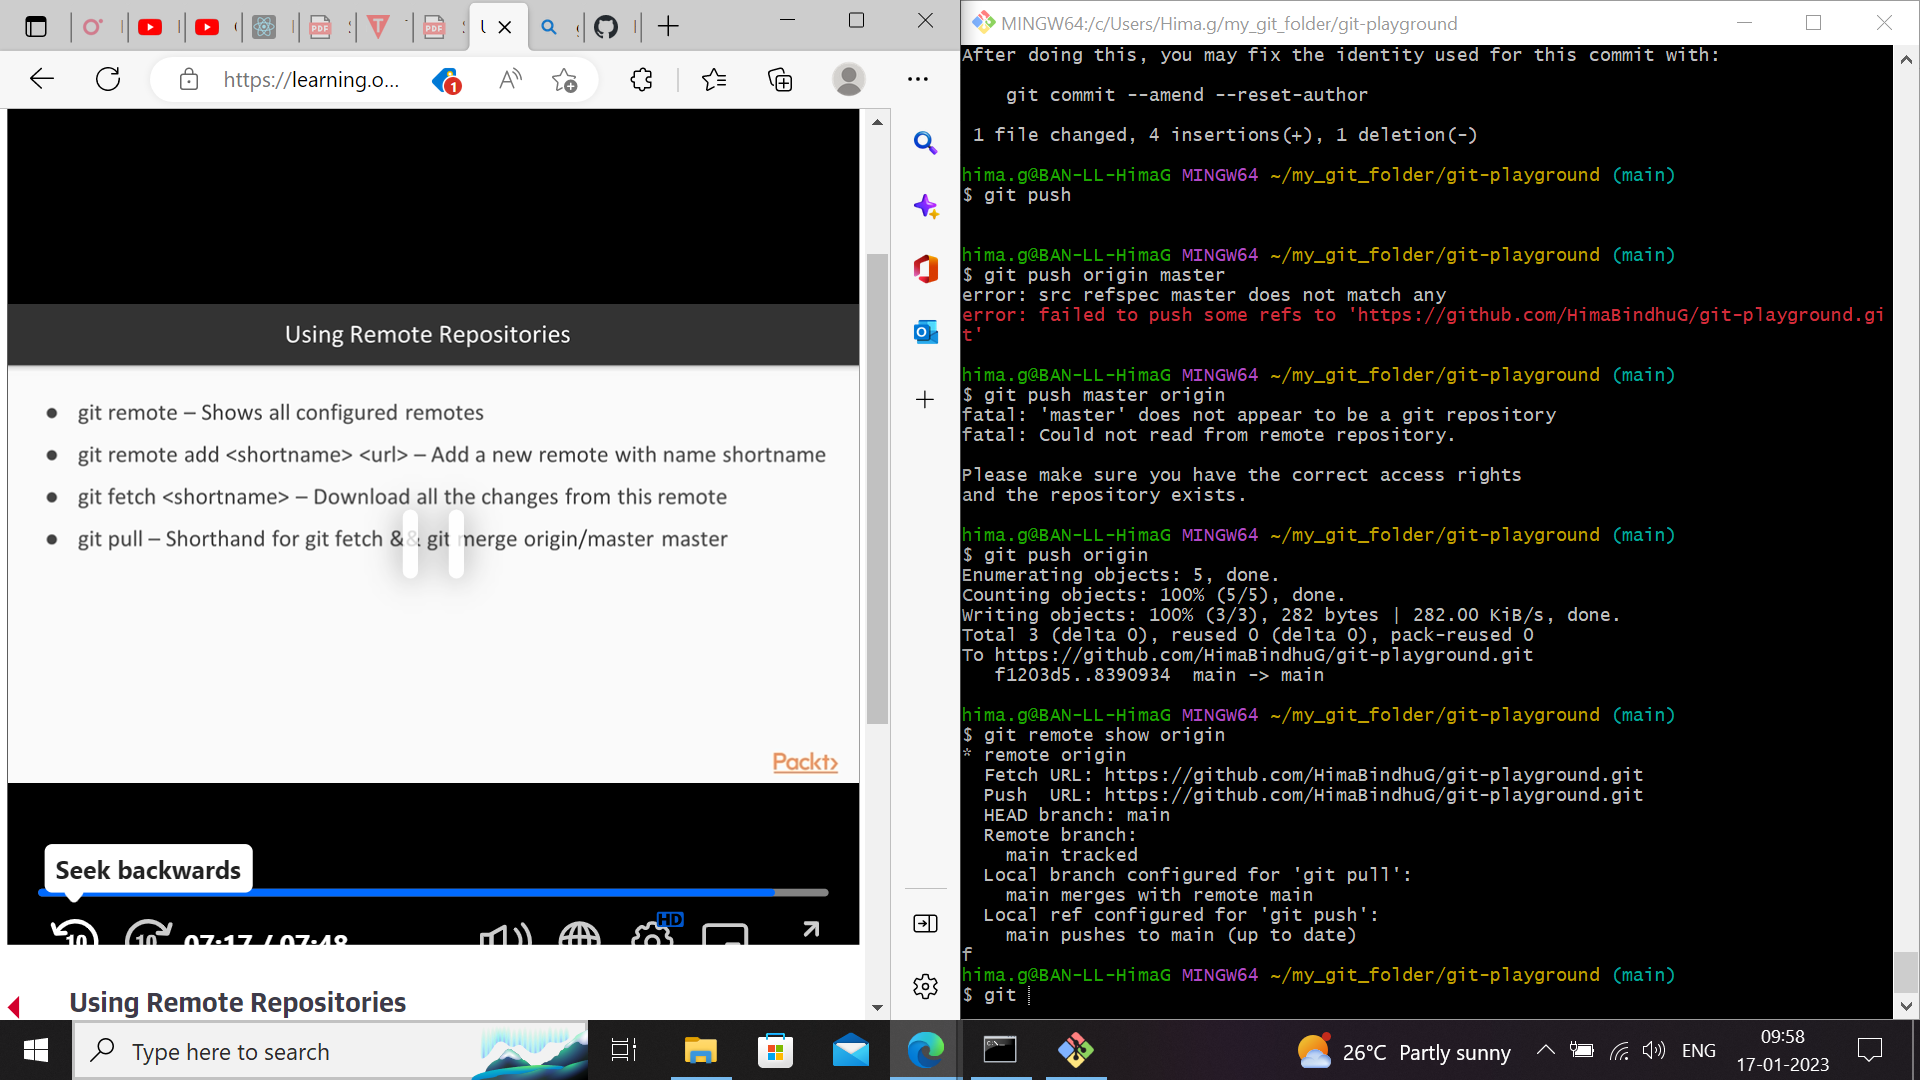 https://learning.o...
1
Using Remote Repositories
● git remote – Shows all configured remotes
● git remote add <shortname> <url> – Add a new remote with name shortname
● git fetch <shortname> – Download all the changes from this remote
● git pull – Shorthand for git fetch && git merge origin/master master
Packt>
Seek backwards
10
10
07:17 / 07:48
HD
Using Remote Repositories
MINGW64:/c/Users/Hima.g/my_git_folder/git-playground
After doing this, you may fix the identity used for this commit with:
git commit --amend --reset-author
1 file changed, 4 insertions(+), 1 deletion(-)
hima.g@BAN-LL-HimaG MINGW64 ~/my_git_folder/git-playground (main)
$ git push
hima.g@BAN-LL-HimaG MINGW64 ~/my_git_folder/git-playground (main)
$ git push origin master
error: src refspec master does not match any
error: failed to push some refs to 'https://github.com/HimaBindhuG/git-playground.gi
t'
hima.g@BAN-LL-HimaG MINGW64 ~/my_git_folder/git-playground (main)
$ git push master origin
fatal: 'master' does not appear to be a git repository
fatal: Could not read from remote repository.
Please make sure you have the correct access rights
and the repository exists.
hima.g@BAN-LL-HimaG MINGW64 ~/my_git_folder/git-playground (main)
$ git push origin
Enumerating objects: 5, done.
Counting objects: 100% (5/5), done.
Writing objects: 100% (3/3), 282 bytes | 282.00 KiB/s, done.
Total 3 (delta 0), reused 0 (delta 0), pack-reused 0
To https://github.com/HimaBindhuG/git-playground.git
f1203d5..8390934  main -> main
hima.g@BAN-LL-HimaG MINGW64 ~/my_git_folder/git-playground (main)
$ git remote show origin
* remote origin
Fetch URL: https://github.com/HimaBindhuG/git-playground.git
Push  URL: https://github.com/HimaBindhuG/git-playground.git
HEAD branch: main
Remote branch:
main tracked
Local branch configured for 'git pull':
main merges with remote main
Local ref configured for 'git push':
main pushes to main (up to date)
f
hima.g@BAN-LL-HimaG MINGW64 ~/my_git_folder/git-playground (main)
$ git
Type here to search
26°C Partly sunny
ENG
09:58
17-01-2023